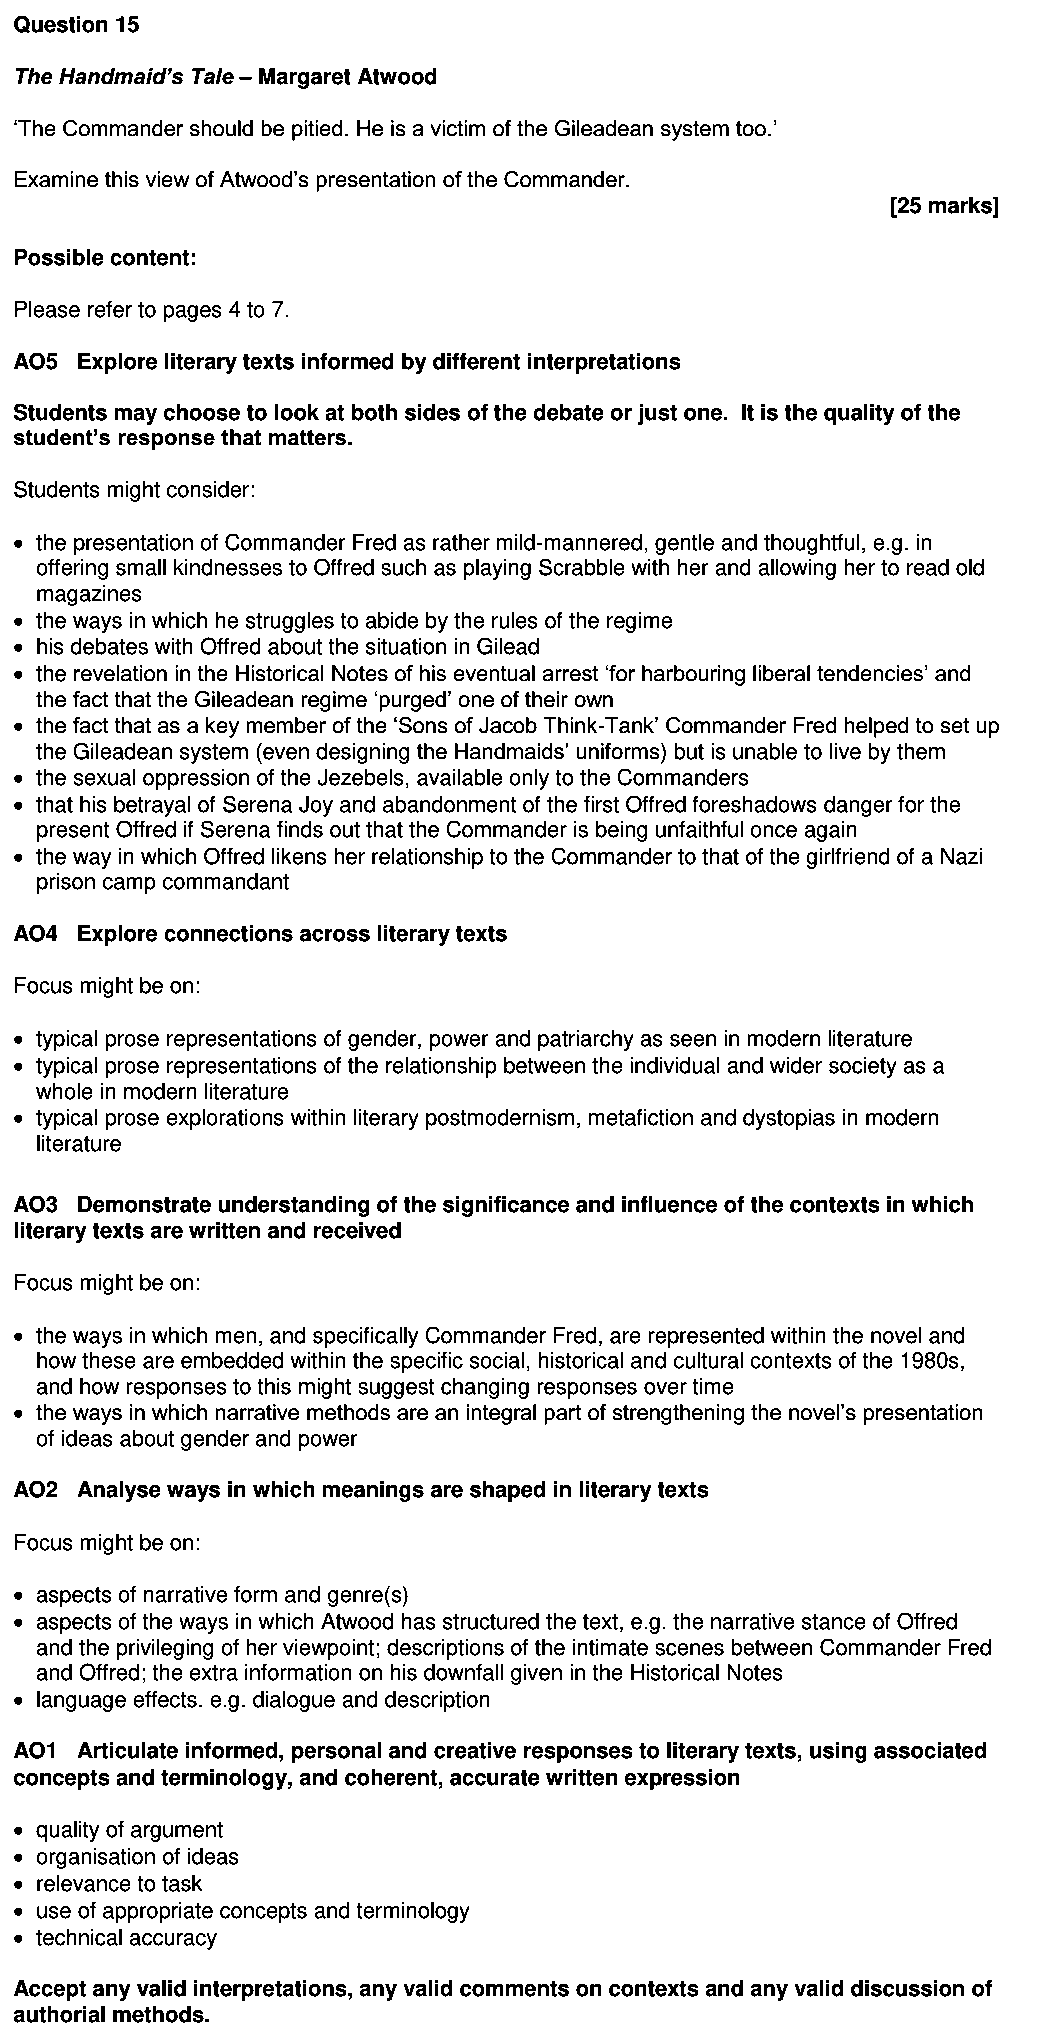 Question 15
The Handmaid's Tale – Margaret Atwood
'The Commander should be pitied. He is a victim of the Gileadean system too.'
Examine this view of Atwood's presentation of the Commander.
[25 marks]
Possible content:
Please refer to pages 4 to 7.
AO5 Explore literary texts informed by different interpretations
Students may choose to look at both sides of the debate or just one. It is the quality of the
student's response that matters.
Students might consider:
• the presentation of Commander Fred as rather mild-mannered, gentle and thoughtful, e.g. in
offering small kindnesses to Offred such as playing Scrabble with her and allowing her to read old
magazines
• the ways in which he struggles to abide by the rules of the regime
• his debates with Offred about the situation in Gilead
• the revelation in the Historical Notes of his eventual arrest 'for harbouring liberal tendencies' and
the fact that the Gileadean regime 'purged' one of their own
• the fact that as a key member of the 'Sons of Jacob Think-Tank' Commander Fred helped to set up
the Gileadean system (even designing the Handmaids' uniforms) but is unable to live by them
• the sexual oppression of the Jezebels, available only to the Commanders
• that his betrayal of Serena Joy and abandonment of the first Offred foreshadows danger for the
present Offred if Serena finds out that the Commander is being unfaithful once again
• the way in which Offred likens her relationship to the Commander to that of the girlfriend of a Nazi
prison camp commandant
AO4 Explore connections across literary texts
Focus might be on:
• typical prose representations of gender, power and patriarchy as seen in modern literature
• typical prose representations of the relationship between the individual and wider society as a
whole in modern literature
• typical prose explorations within literary postmodernism, metafiction and dystopias in modern
literature
AO3 Demonstrate understanding of the significance and influence of the contexts in which
literary texts are written and received
Focus might be on:
• the ways in which men, and specifically Commander Fred, are represented within the novel and
how these are embedded within the specific social, historical and cultural contexts of the 1980s,
and how responses to this might suggest changing responses over time
• the ways in which narrative methods are an integral part of strengthening the novel's presentation
of ideas about gender and power
AO2 Analyse ways in which meanings are shaped in literary texts
Focus might be on:
• aspects of narrative form and genre(s)
• aspects of the ways in which Atwood has structured the text, e.g. the narrative stance of Offred
and the privileging of her viewpoint; descriptions of the intimate scenes between Commander Fred
and Offred; the extra information on his downfall given in the Historical Notes
• language effects. e.g. dialogue and description
AO1 Articulate informed, personal and creative responses to literary texts, using associated
concepts and terminology, and coherent, accurate written expression
• quality of argument
• organisation of ideas
• relevance to task
• use of appropriate concepts and terminology
• technical accuracy
Accept any valid interpretations, any valid comments on contexts and any valid discussion of
authorial methods.